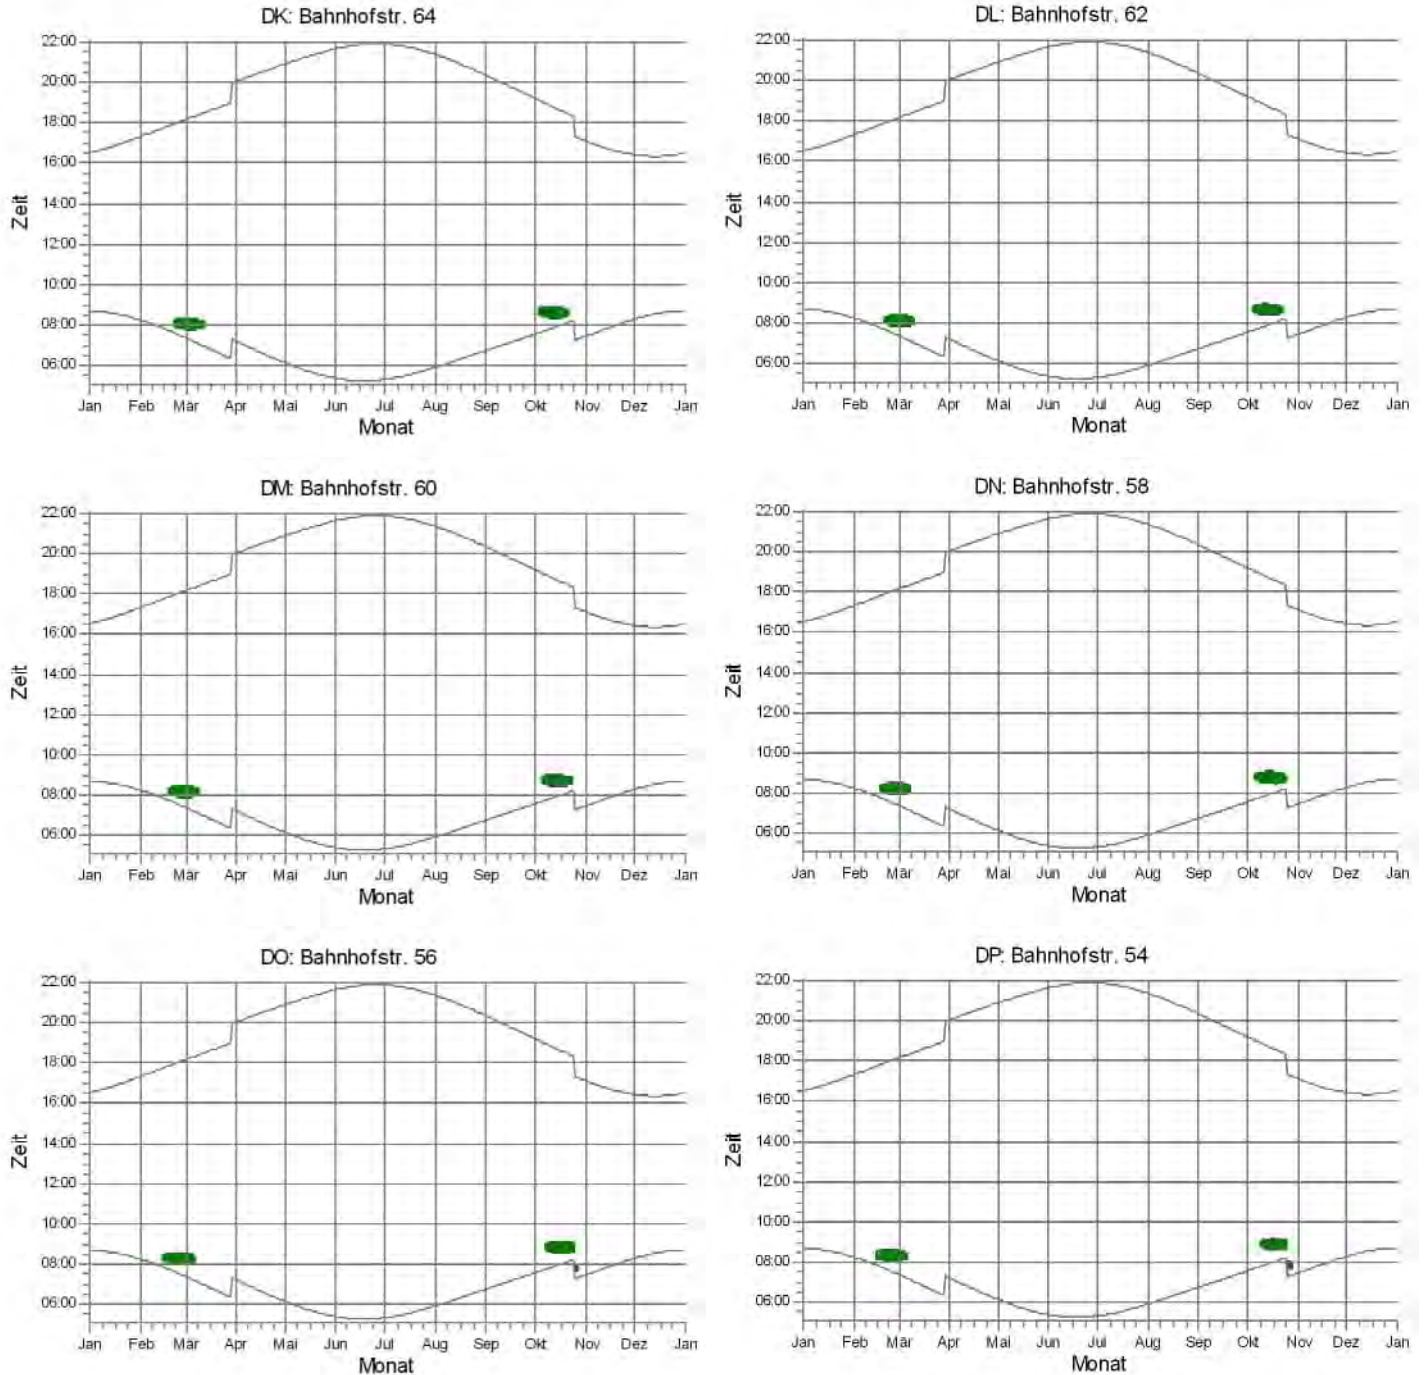 DK: Bahnhofstr. 64
22:00
20:00
18:00
16:00
14:00
12:00
10:00
08:00
06:00
Zeit
Jan Feb Mär Apr Mai Jun Jul Aug Sep Okt Nov Dez Jan
Monat
DL: Bahnhofstr. 62
22:00
20:00
18:00
16:00
14:00
12:00
10:00
08:00
06:00
Zeit
Jan Feb Mär Apr Mai Jun Jul Aug Sep Okt Nov Dez Jan
Monat
DM: Bahnhofstr. 60
22:00
20:00
18:00
16:00
14:00
12:00
10:00
08:00
06:00
Zeit
Jan Feb Mär Apr Mai Jun Jul Aug Sep Okt Nov Dez Jan
Monat
DN: Bahnhofstr. 58
22:00
20:00
18:00
16:00
14:00
12:00
10:00
08:00
06:00
Zeit
Jan Feb Mär Apr Mai Jun Jul Aug Sep Okt Nov Dez Jan
Monat
DO: Bahnhofstr. 56
22:00
20:00
18:00
16:00
14:00
12:00
10:00
08:00
06:00
Zeit
Jan Feb Mär Apr Mai Jun Jul Aug Sep Okt Nov Dez Jan
Monat
DP: Bahnhofstr. 54
22:00
20:00
18:00
16:00
14:00
12:00
10:00
08:00
06:00
Zeit
Jan Feb Mär Apr Mai Jun Jul Aug Sep Okt Nov Dez Jan
Monat